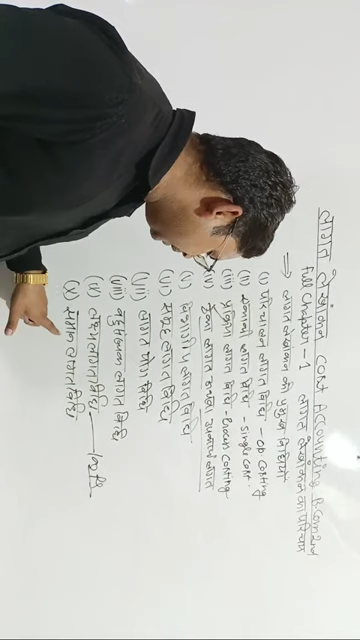 लागत लेखांकन COST ACCOUNTING B.COM 2nd
Full Chapter - 1 लागत लेखांकन का परिचय
→ लागत लेखांकन की प्रमुख विधियां
(i) परिचालन लागत विधि - OP COSTING
(ii) इकाई लागत विधि - Single COST.
(iii) प्रक्रिया लागत विधि - Process COSTING
(iv) ठेका लागत अथवा लागत
(v) विभागीय लागत विधि
(vi) समूह लागत विधि
(vii) लागत विधि
(viii) बहुसंख्यक लागत विधि
(ix) लक्ष्य लागत विधि
(x) समान लागत विधि